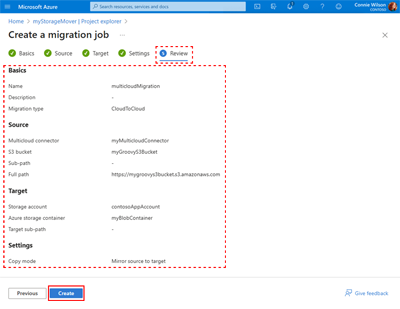 Microsoft Azure
Search resources, services, and docs
Connie Wilson
CONTOSO
Home > myStorageMover | Project explorer >
Create a migration job ...
Basics Source Target Settings 5 Review
Basics
Name multicloudMigration
Description -
Migration type CloudToCloud
Source
Multicloud connector myMulticloudConnector
S3 bucket myGroovyS3Bucket
Sub-path -
Full path https://mygroovys3bucket.s3.amazonaws.com
Target
Storage account contosoAppAccount
Azure storage container myBlobContainer
Target sub-path -
Settings
Copy mode Mirror source to target
Previous Create Give feedback